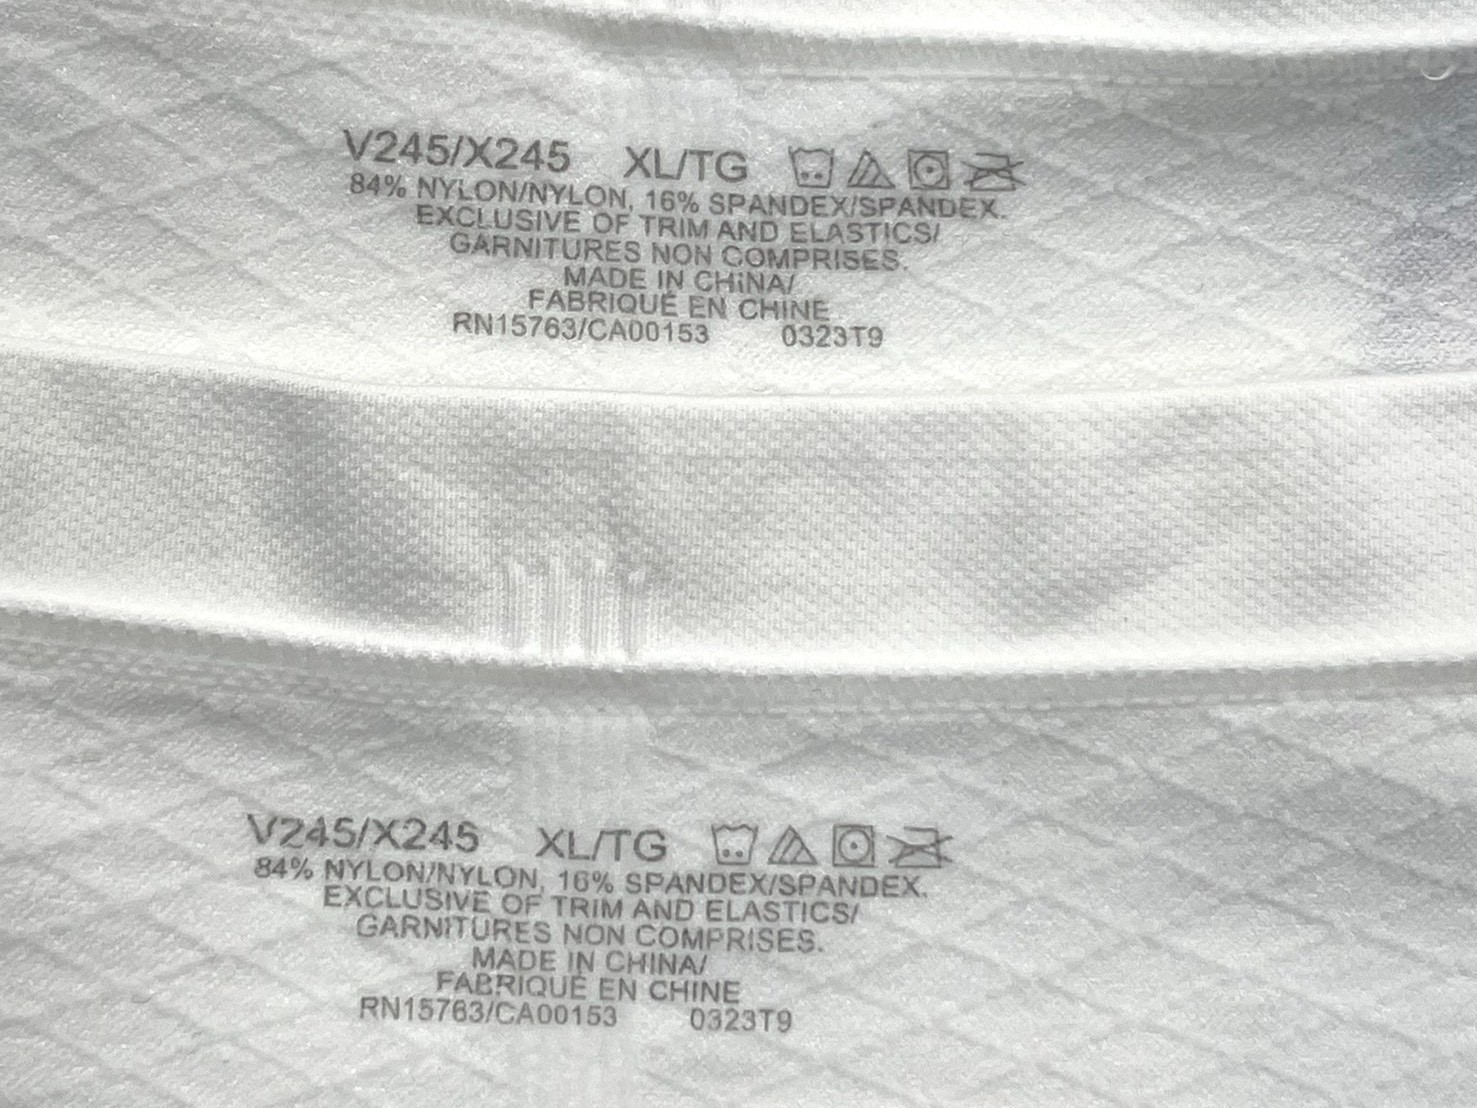 V245/X245 XL/TG
84% NYLON/NYLON, 16% SPANDEX/SPANDEX.
EXCLUSIVE OF TRIM AND ELASTICS/
GARNITURES NON COMPRISES.
MADE IN CHINA/
FABRIQUÉ EN CHINE
RN15763/CA00153 0323T9
V245/X245 XL/TG
84% NYLON/NYLON, 16% SPANDEX/SPANDEX.
EXCLUSIVE OF TRIM AND ELASTICS/
GARNITURES NON COMPRISES.
MADE IN CHINA/
FABRIQUÉ EN CHINE
RN15763/CA00153 0323T9